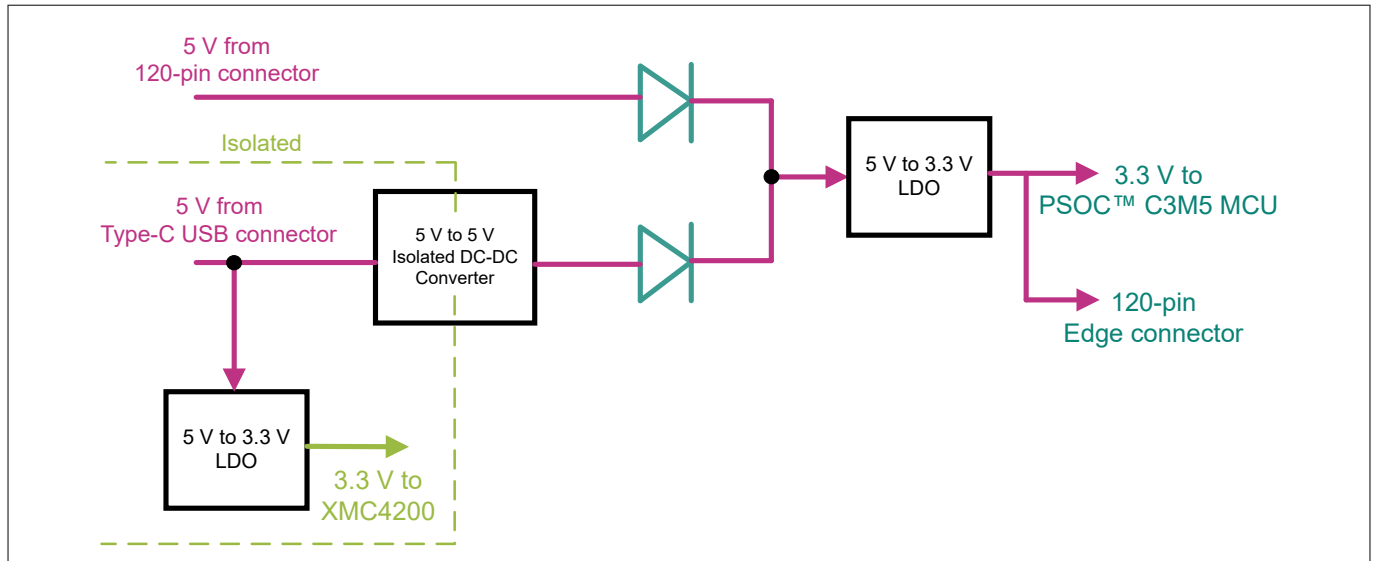 5 V from
120-pin connector
Isolated
5 V from
Type-C USB connector
5 V to 5 V
Isolated DC-DC
Converter
5 V to 3.3 V
LDO
3.3 V to
PSOC™ C3M5 MCU
120-pin
Edge connector
5 V to 3.3 V
LDO
3.3 V to
XMC4200